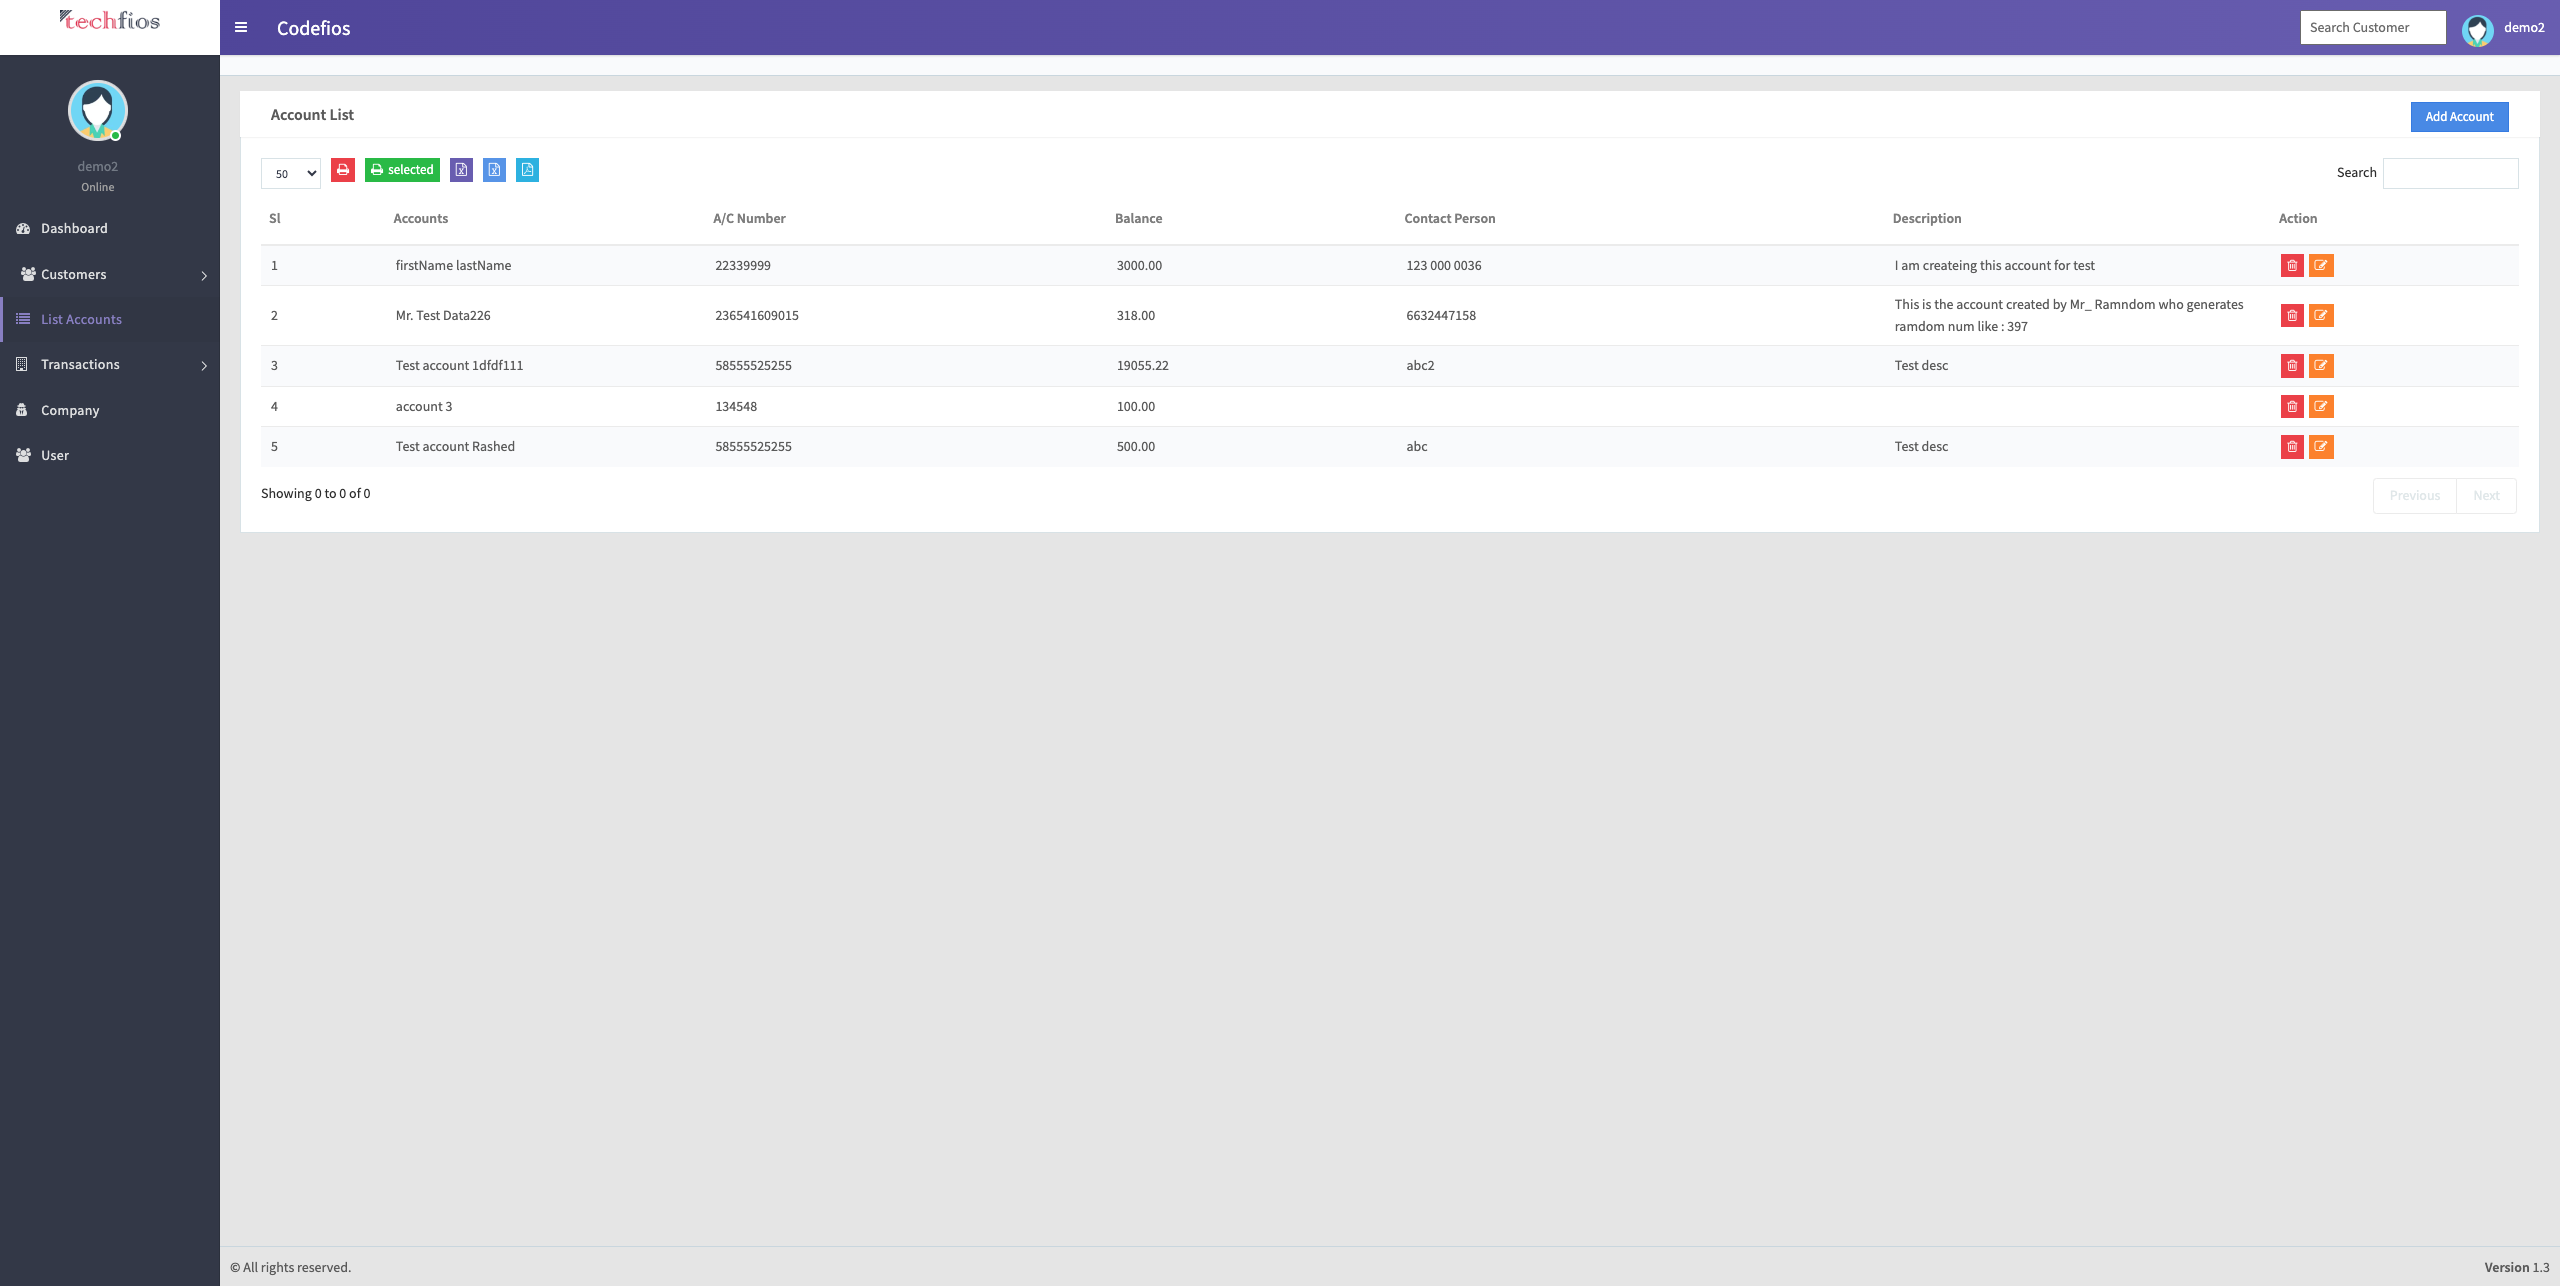 techfios
Codefios
Search Customer
demo2
demo2
Online
Dashboard
Customers
List Accounts
Transactions
Company
User
Account List
Add Account
50
selected
Search
Sl Accounts A/C Number Balance Contact Person Description Action
1 firstName lastName 22339999 3000.00 123 000 0036 I am createing this account for test
2 Mr. Test Data226 236541609015 318.00 6632447158 This is the account created by Mr_ Ramndom who generates
ramdom num like : 397
3 Test account 1dfdf111 58555525255 19055.22 abc2 Test desc
4 account 3 134548 100.00
5 Test account Rashed 58555525255 500.00 abc Test desc
Showing 0 to 0 of 0
Previous Next
© All rights reserved.
Version 1.3